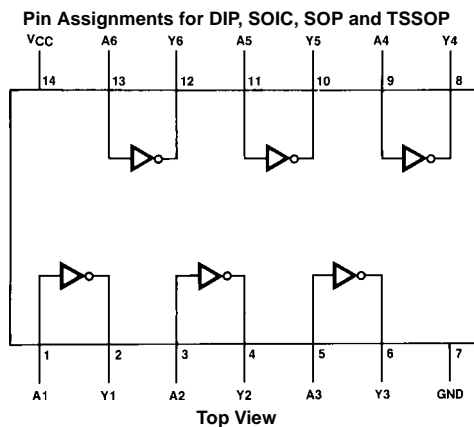 Pin Assignments for DIP, SOIC, SOP and TSSOP
VCC A6 Y6 A5 Y5 A4 Y4
14 13 12 11 10 9 8
1 2 3 4 5 6 7
A1 Y1 A2 Y2 A3 Y3 GND
Top View